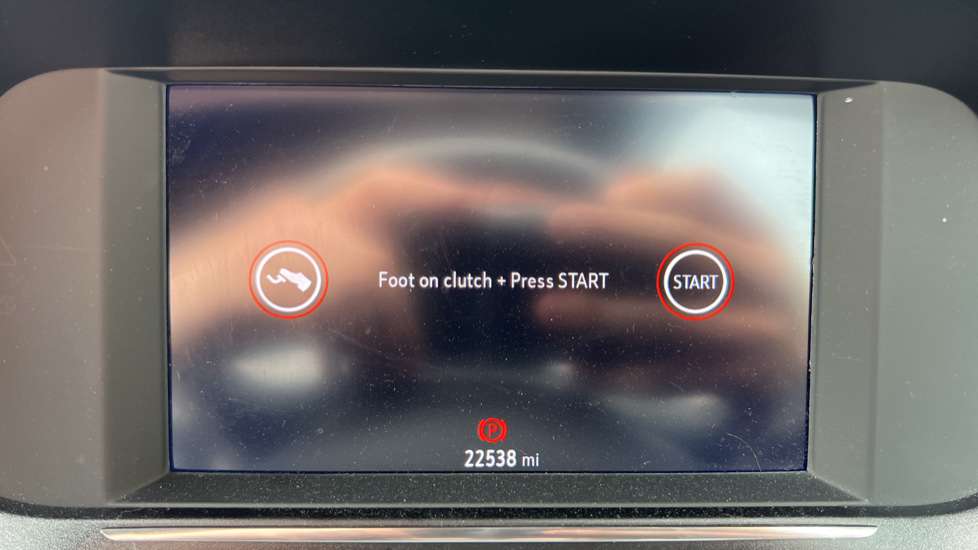 Foot on clutch + Press START
START
P
22538 mi